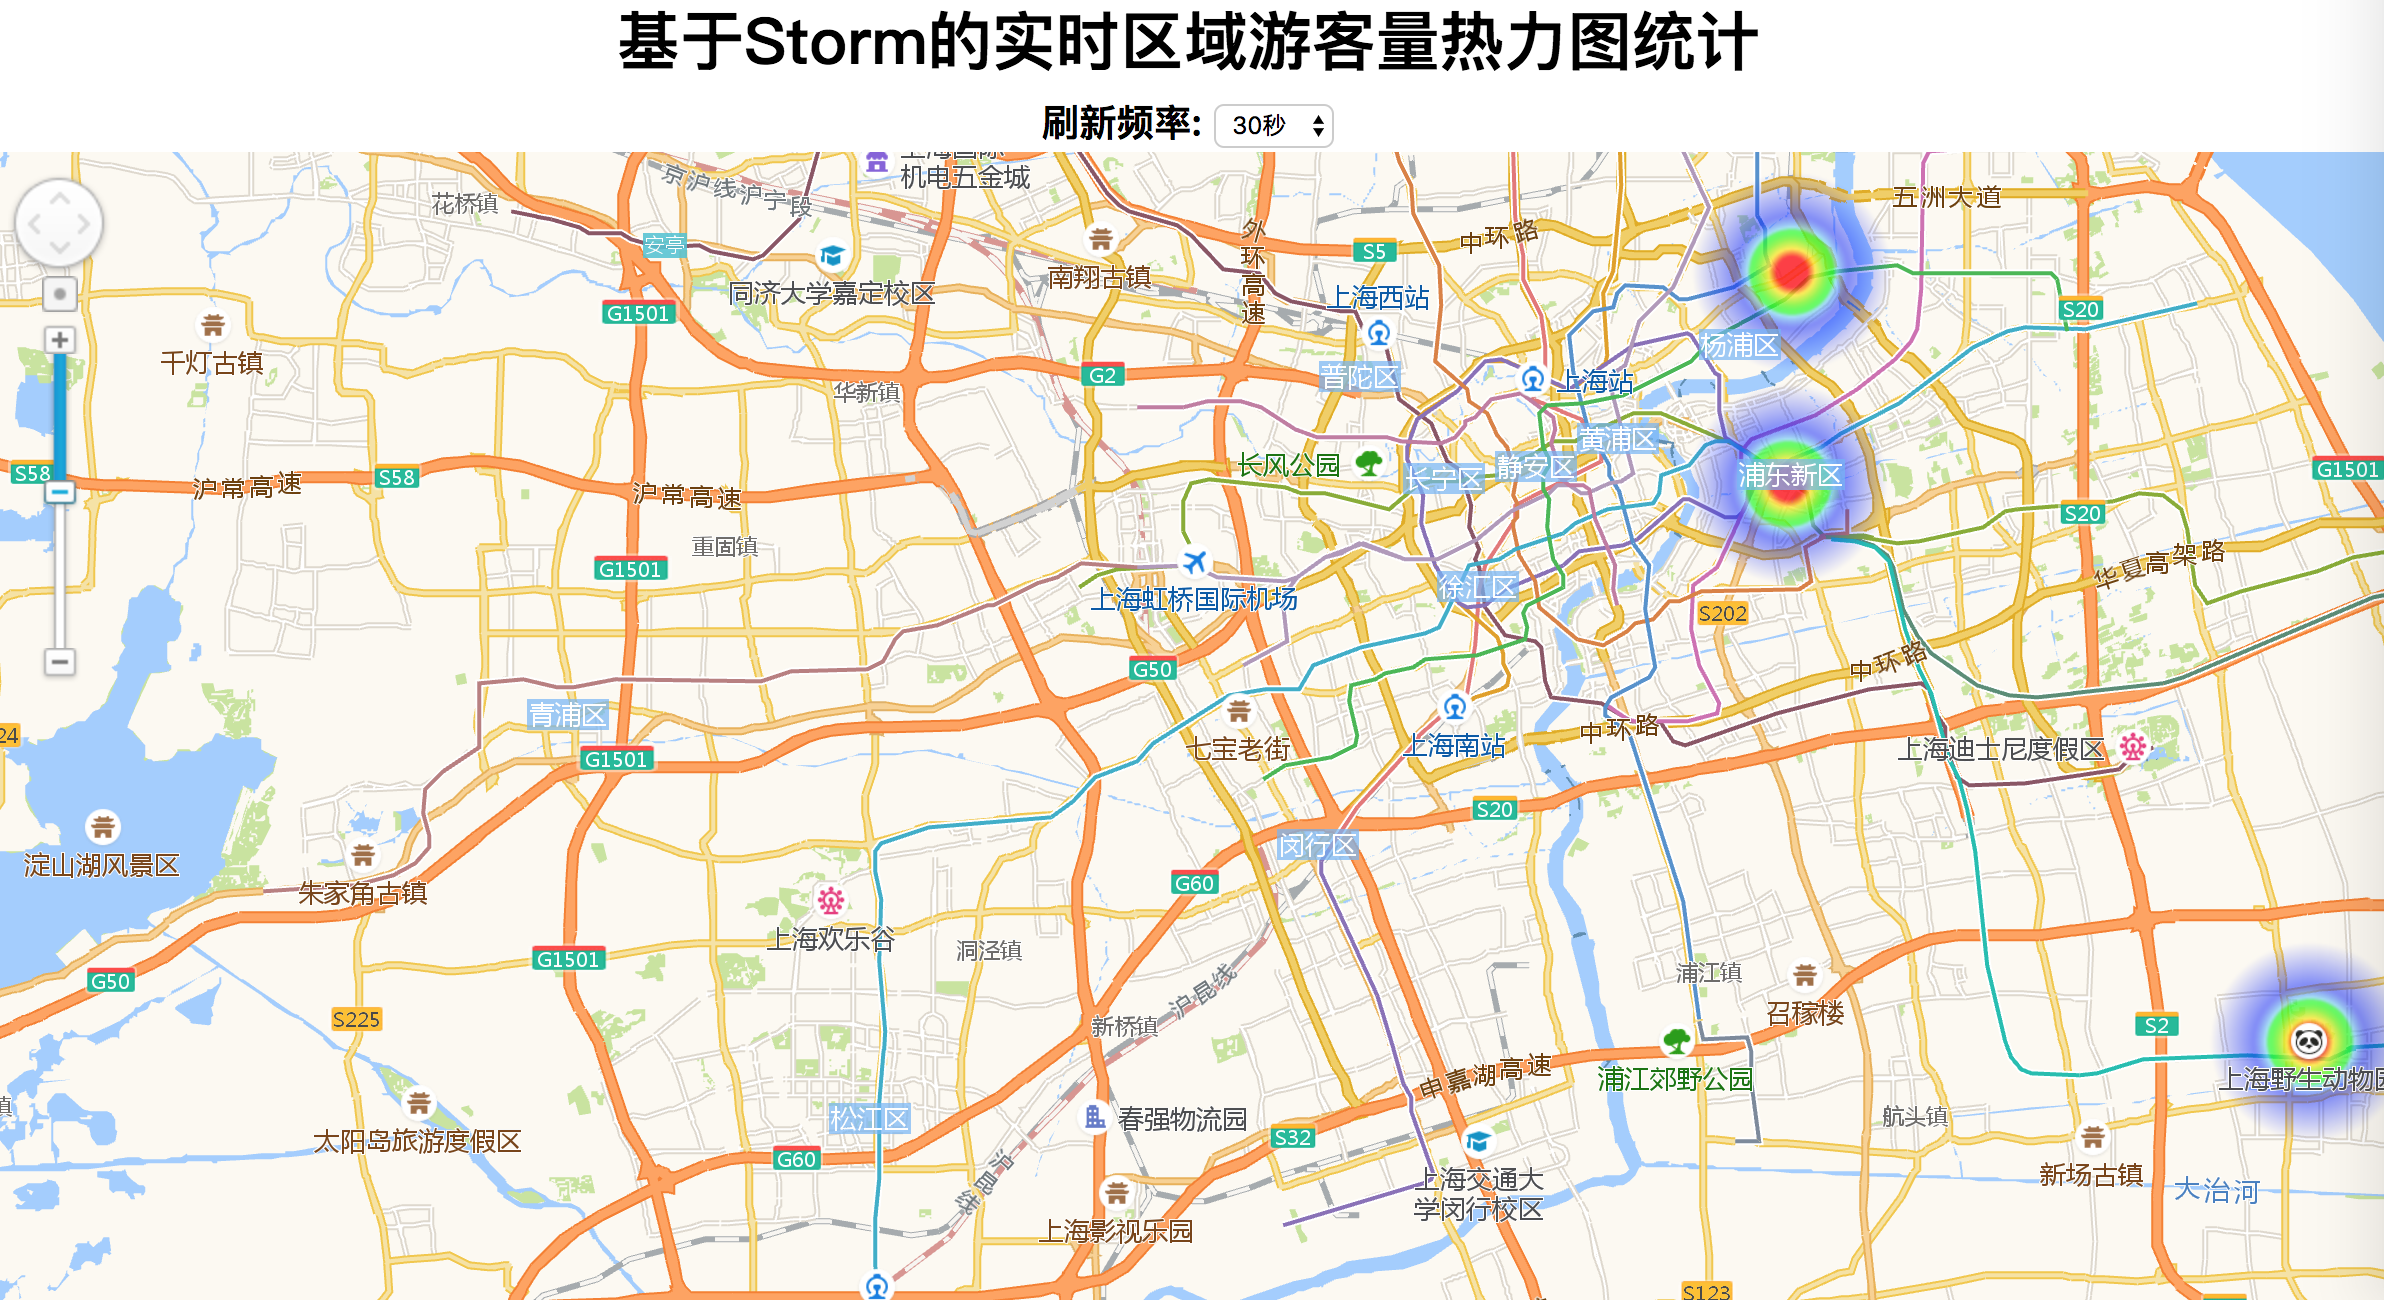 基于Storm的实时区域游客量热力图统计
刷新频率: 30秒
机电五金城
京沪线沪宁段
花桥镇
五洲大道
安亭
外环高速
S5
中环路
南翔古镇
同济大学嘉定校区
上海西站
G1501
S20
千灯古镇
杨浦区
G2
普陀区
上海站
华新镇
黄浦区
长风公园
静安区
长宁区
浦东新区
G1501
S58
沪常高速
S58
沪常高速
S20
重固镇
G1501
华夏高架路
徐汇区
上海虹桥国际机场
S202
G50
中环路
青浦区
中环路
24
七宝老街
上海南站
上海迪士尼度假区
G1501
S20
闵行区
淀山湖风景区
G60
朱家角古镇
上海欢乐谷
洞泾镇
G1501
G50
沪昆线
浦江镇
召稼楼
S225
新桥镇
S2
申嘉湖高速
浦江郊野公园
上海野生动物园
镇
松江区
春强物流园
航头镇
太阳岛旅游度假区
S32
G60
沪昆线
上海交通大
学闵行校区
新场古镇
大治河
上海影视乐园
S123